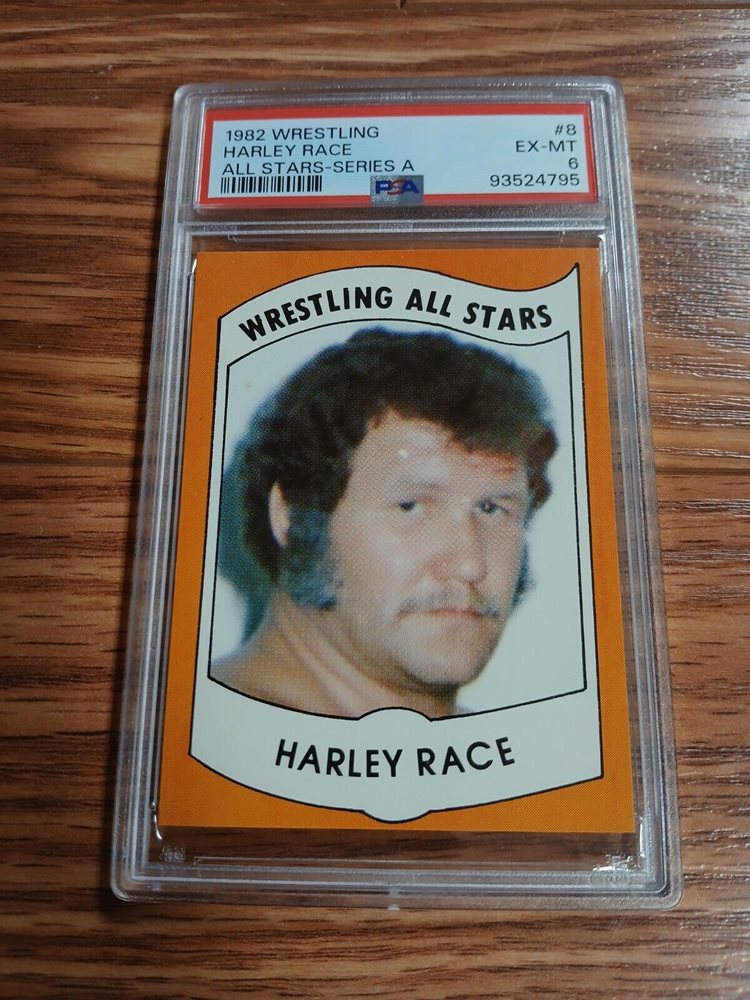 1982 WRESTLING #8
HARLEY RACE EX-MT
ALL STARS-SERIES A 6
PSA 93524795
WRESTLING ALL STARS
HARLEY RACE